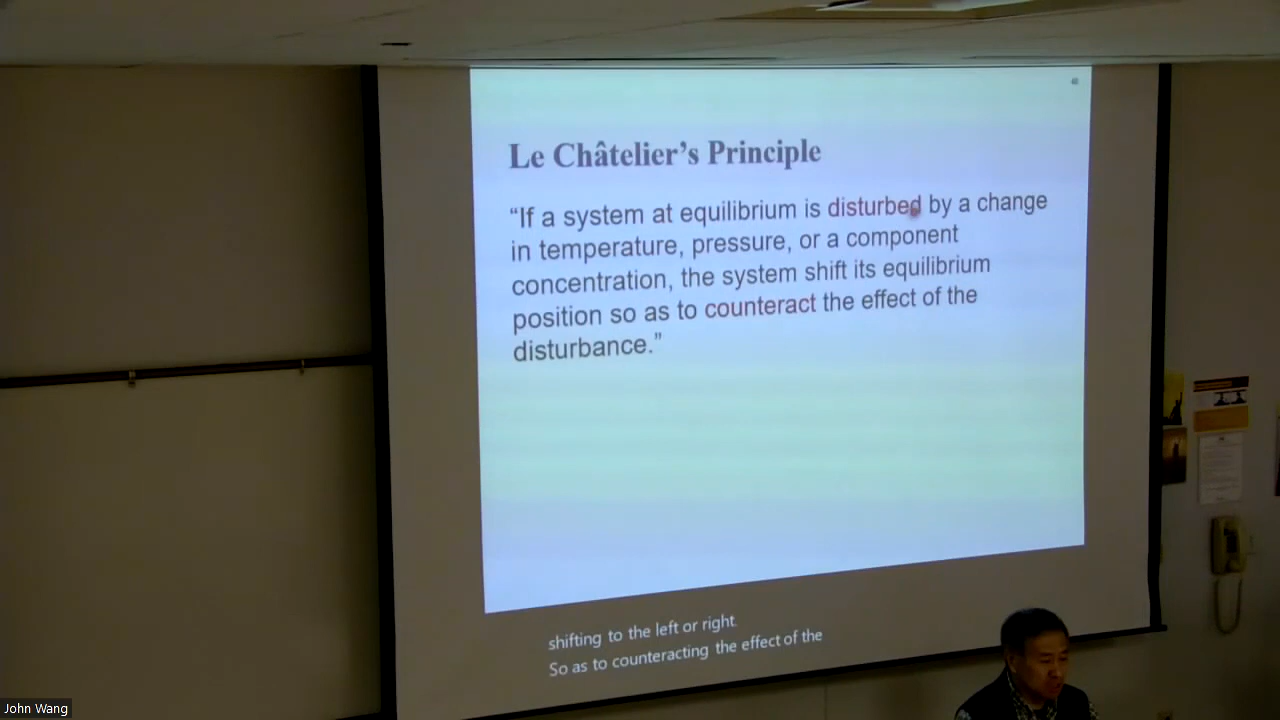 Le Châtelier’s Principle
“If a system at equilibrium is disturbed by a change
in temperature, pressure, or a component
concentration, the system shift its equilibrium
position so as to counteract the effect of the
disturbance.”
shifting to the left or right.
So as to counteracting the effect of the
John Wang